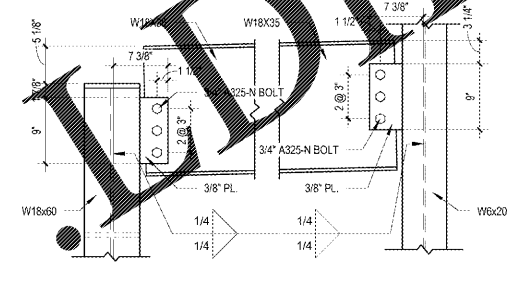 7 3/8"
W18X35
1 1/2"
5 1/8"
3 1/4"
7 3/8"
1 1/2"
3/4" A325-N BOLT
2 @ 3"
9"
2 @ 3"
9"
3/4" A325-N BOLT
3/8" PL.
3/8" PL.
W18x60
W6x20
1/4
1/4
1/4
1/4